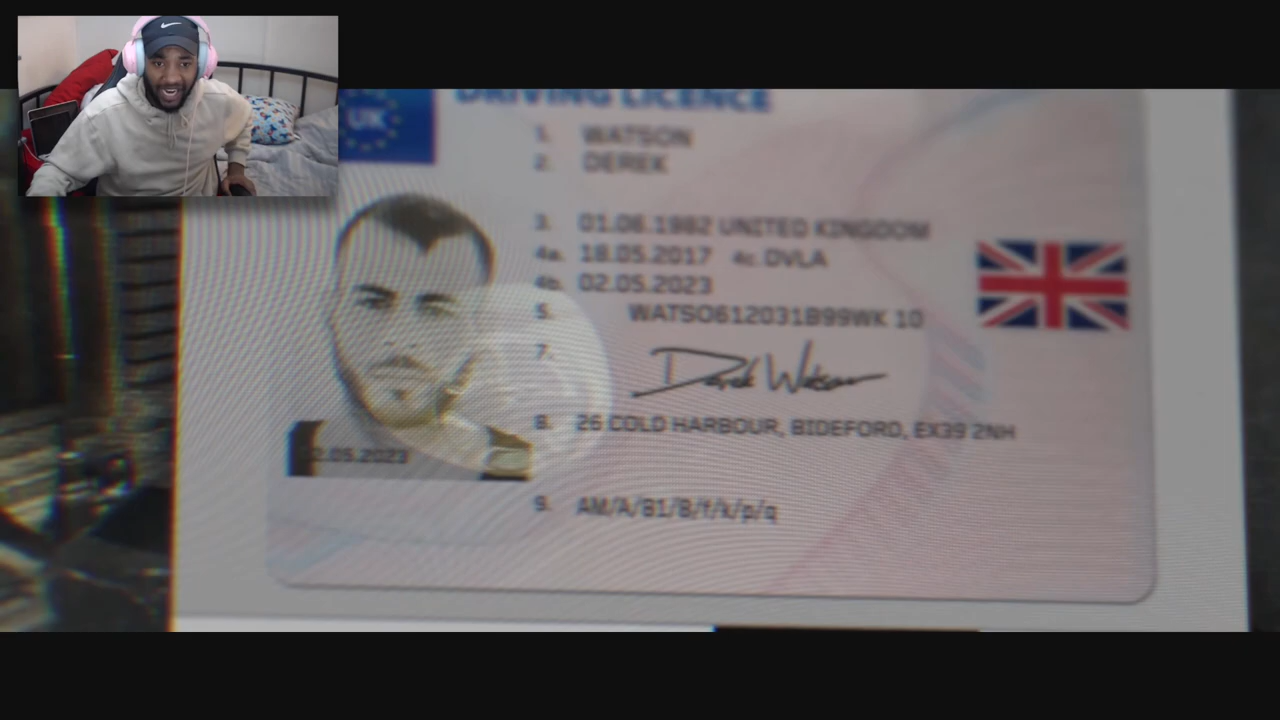 UK
DRIVING LICENCE
1. WATSON
2. DEREK
3. 01.06.1982 UNITED KINGDOM
4a. 18.05.2017 4c. DVLA
4b. 02.05.2023
5. WATSO612031B99WK 10
7. Derek Watson
8. 26 COLD HARBOUR, BIDEFORD, EX39 2NH
02.05.2023
9. AM/A/B1/B/f/k/p/q